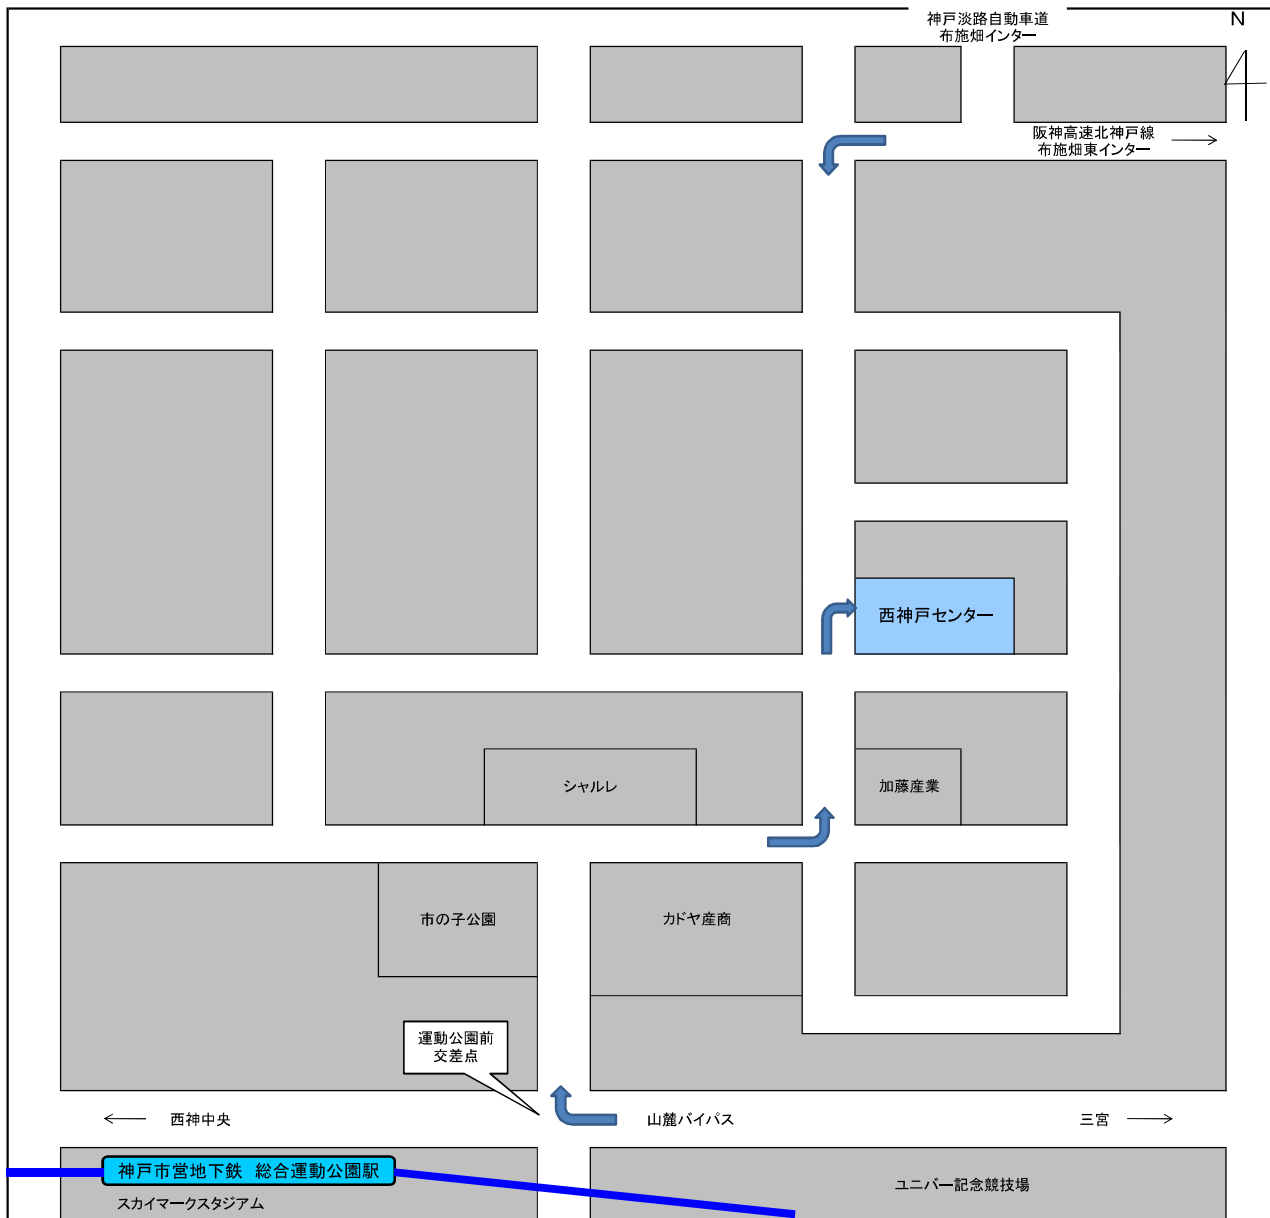 神戸淡路自動車道
布施畑インター
N
阪神高速北神戸線
布施畑東インター
西神戸センター
シャルレ
加藤産業
市の子公園
カドヤ産商
運動公園前
交差点
西神中央
山麓バイパス
三宮
神戸市営地下鉄 総合運動公園駅
ユニバー記念競技場
スカイマークスタジアム